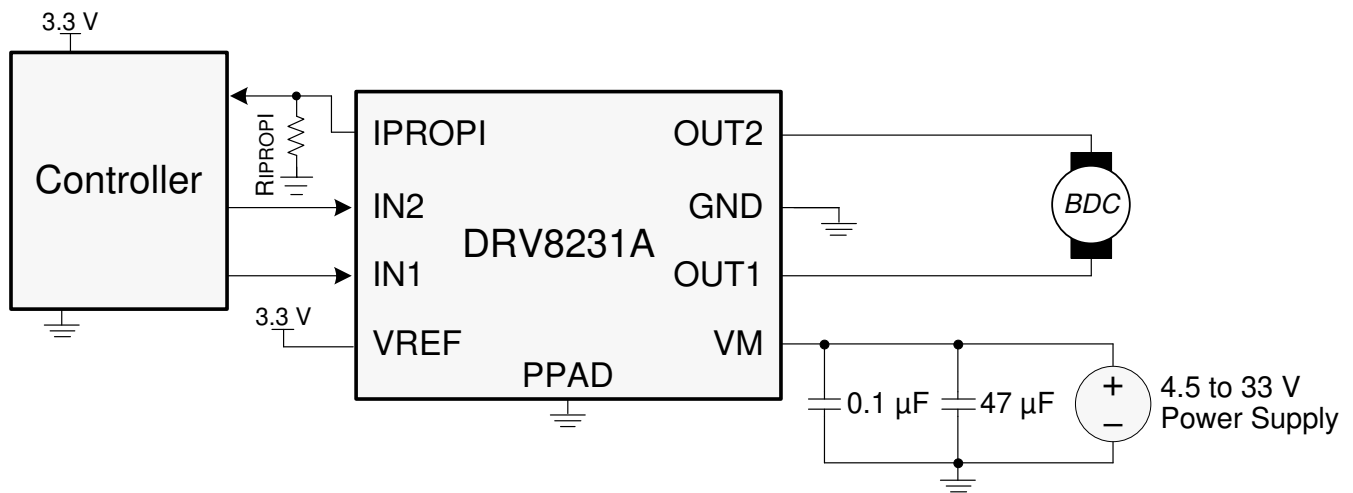 3.3 V
Controller
RIPROPI
3.3 V
IPROPI
IN2
IN1
VREF
DRV8231A
PPAD
OUT2
GND
OUT1
VM
BDC
0.1 µF
47 µF
+
–
4.5 to 33 V
Power Supply